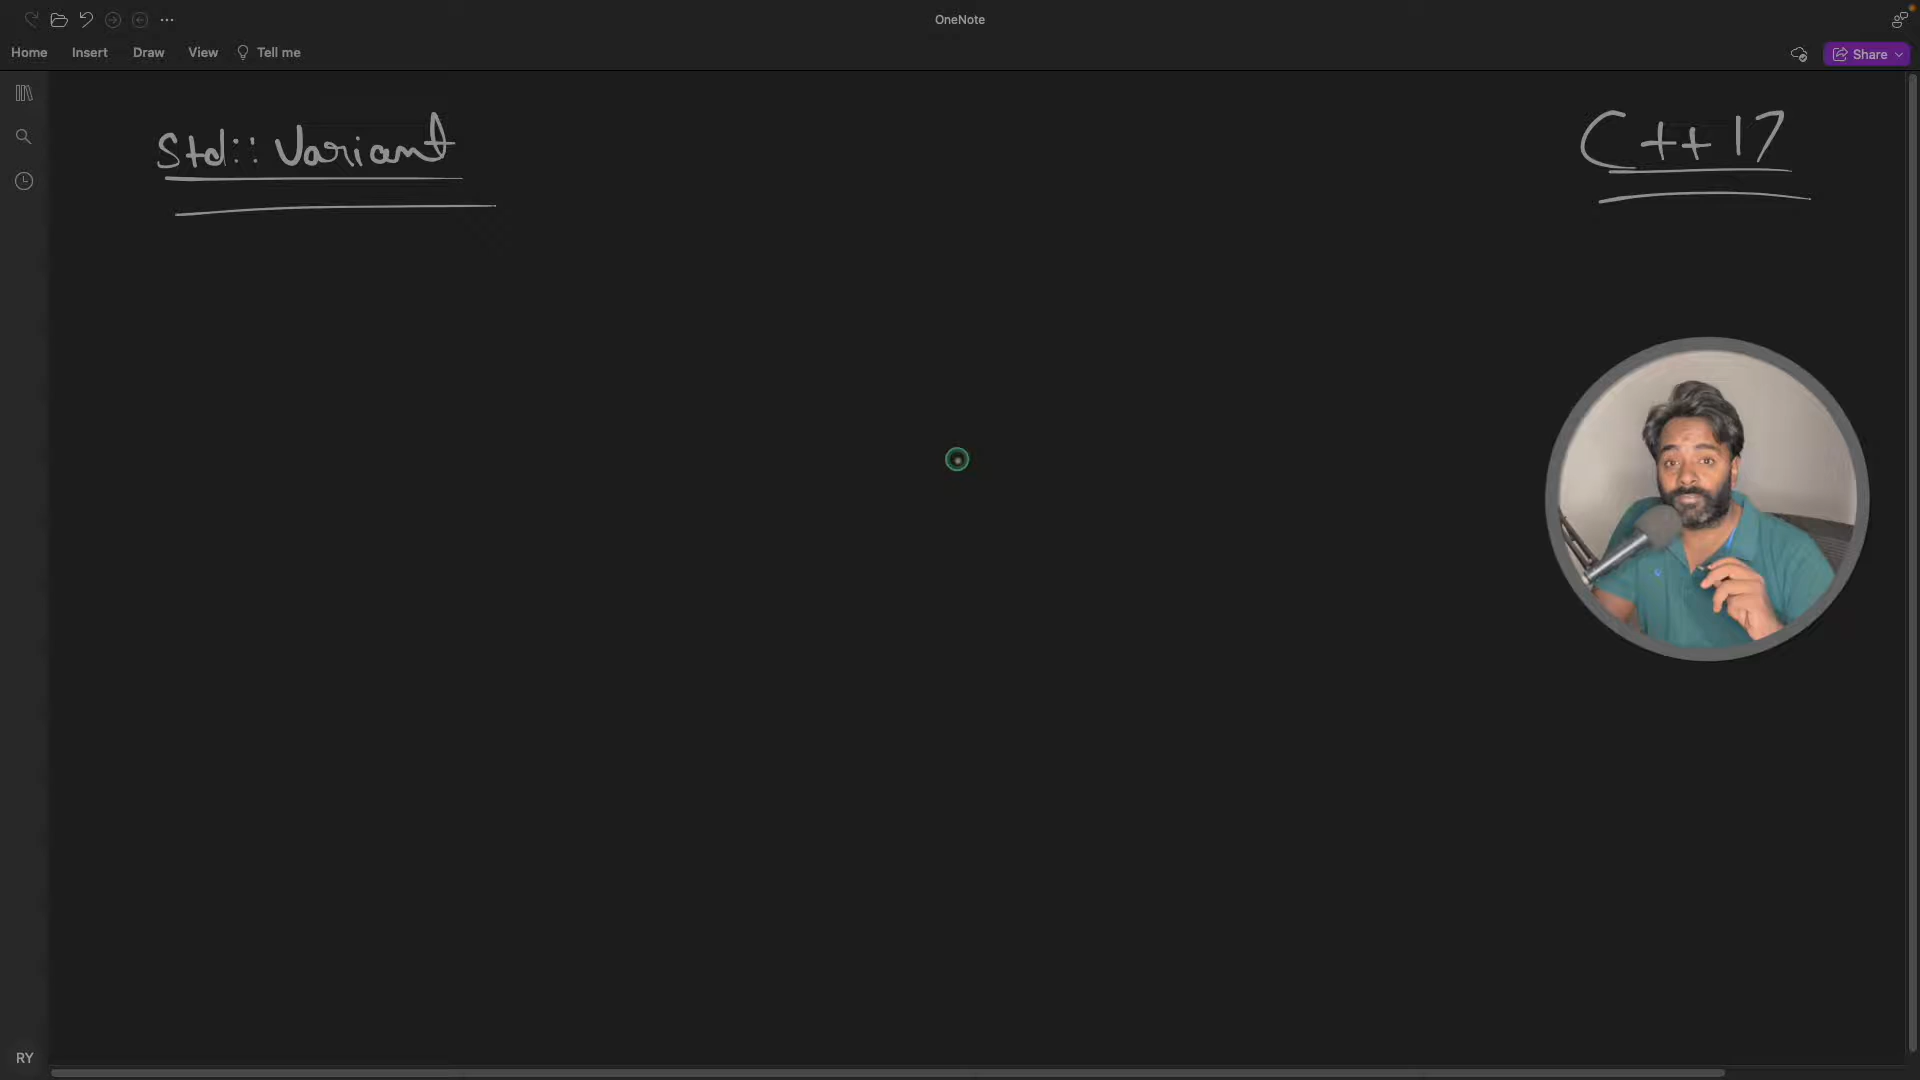 OneNote
Home Insert Draw View Tell me
Share
Std::Variant
C++17
RY